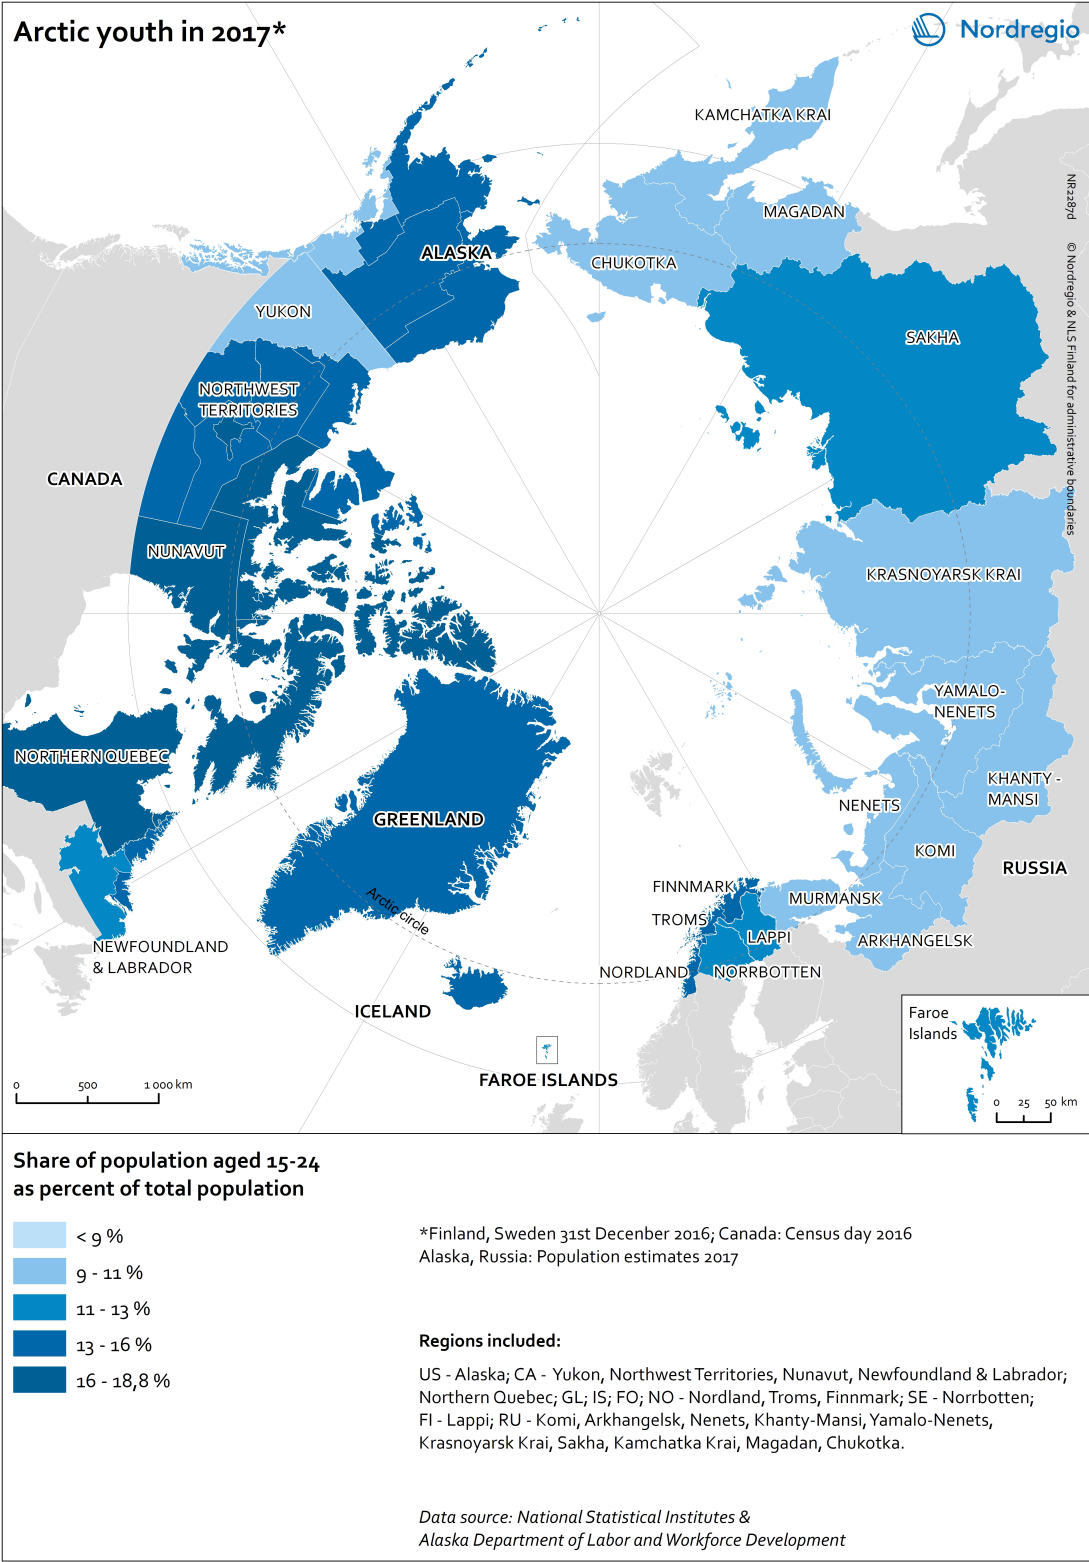 Arctic youth in 2017*
Nordregio
KAMCHATKA KRAI
MAGADAN
CHUKOTKA
ALASKA
YUKON
SAKHA
NORTHWEST
TERRITORIES
CANADA
NUNAVUT
KRASNOYARSK KRAI
YAMALO-
NENETS
NORTHERN QUEBEC
KHANTY -
MANSI
NENETS
GREENLAND
KOMI
RUSSIA
FINNMARK
MURMANSK
Arctic circle
TROMS
LAPPI
ARKHANGELSK
NEWFOUNDLAND
& LABRADOR
NORDLAND
NORRBOTTEN
ICELAND
FAROE ISLANDS
Faroe
Islands
0 25 50 km
0 500 1 000 km
NR2287d © Nordregio & NLS Finland for administrative boundaries
Share of population aged 15-24
as percent of total population
< 9 %
9 - 11 %
11 - 13 %
13 - 16 %
16 - 18,8 %
*Finland, Sweden 31st Decenber 2016; Canada: Census day 2016
Alaska, Russia: Population estimates 2017
Regions included:
US - Alaska; CA - Yukon, Northwest Territories, Nunavut, Newfoundland & Labrador;
Northern Quebec; GL; IS; FO; NO - Nordland, Troms, Finnmark; SE - Norrbotten;
FI - Lappi; RU - Komi, Arkhangelsk, Nenets, Khanty-Mansi, Yamalo-Nenets,
Krasnoyarsk Krai, Sakha, Kamchatka Krai, Magadan, Chukotka.
Data source: National Statistical Institutes &
Alaska Department of Labor and Workforce Development